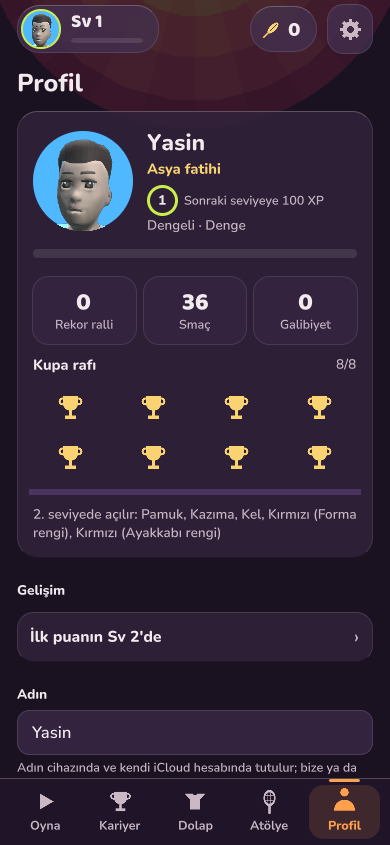 Sv 1
0
Profil
Yasin
Asya fatihi
1 Sonraki seviyeye 100 XP
Dengeli · Denge
0 36 0
Rekor ralli Smaç Galibiyet
Kupa rafı 8/8
2. seviyede açılır: Pamuk, Kazıma, Kel, Kırmızı (Forma
rengi), Kırmızı (Ayakkabı rengi)
Gelişim
İlk puanın Sv 2'de ›
Adın
Yasin
Adın cihazında ve kendi iCloud hesabında tutulur; bize ya da
Oyna Kariyer Dolap Atölye Profil